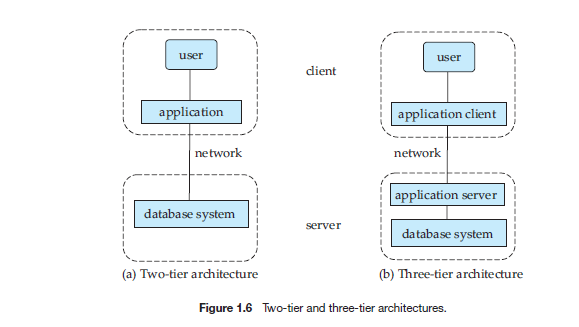 user
application
network
database system
(a) Two-tier architecture
client
server
user
application client
network
application server
database system
(b) Three-tier architecture
Figure 1.6 Two-tier and three-tier architectures.